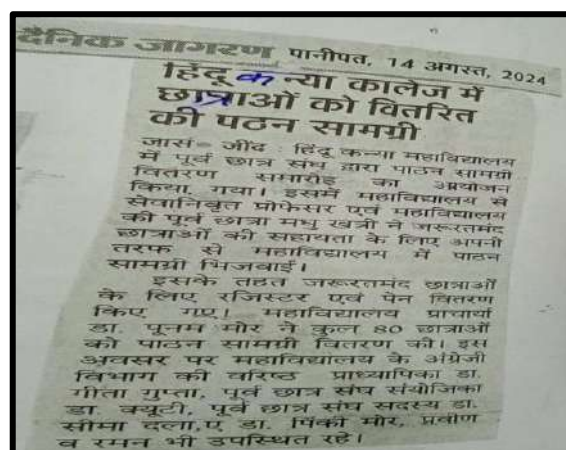 दैनिक जागरण पानीपत, 14 अगस्त, 2024
हिंदू कन्या कालेज में
छात्राओं को वितरित
की पठन सामग्री
जासं - जींद : हिंदू कन्या महाविद्यालय
में पूर्व छात्र संघ द्वारा पाठन सामग्री
वितरण समारोह का आयोजन
किया गया। इसमें महाविद्यालय से
सेवानिवृत प्रोफेसर एवं महाविद्यालय
की पूर्व छात्रा मधु खत्री ने जरूरतमंद
छात्राओं की सहायता के लिए अपनी
तरफ से महाविद्यालय में पाठन
सामग्री भिजवाई।
इसके तहत जरूरतमंद छात्राओं
के लिए रजिस्टर एवं पेन वितरण
किए गए। महाविद्यालय प्राचार्या
डा. पूनम मोर ने कुल 80 छात्राओं
को पाठन सामग्री वितरण की। इस
अवसर पर महाविद्यालय के अंग्रेजी
विभाग की वरिष्ठ प्राध्यापिका डा.
गीता गुप्ता, पूर्व छात्र संघ संयोजिका
डा. क्यूटी, पूर्व छात्र संघ सदस्य डा.
सीमा दला,ए डा. पिंकी मोर, प्रवीण
व रमन भी उपस्थित रहे।